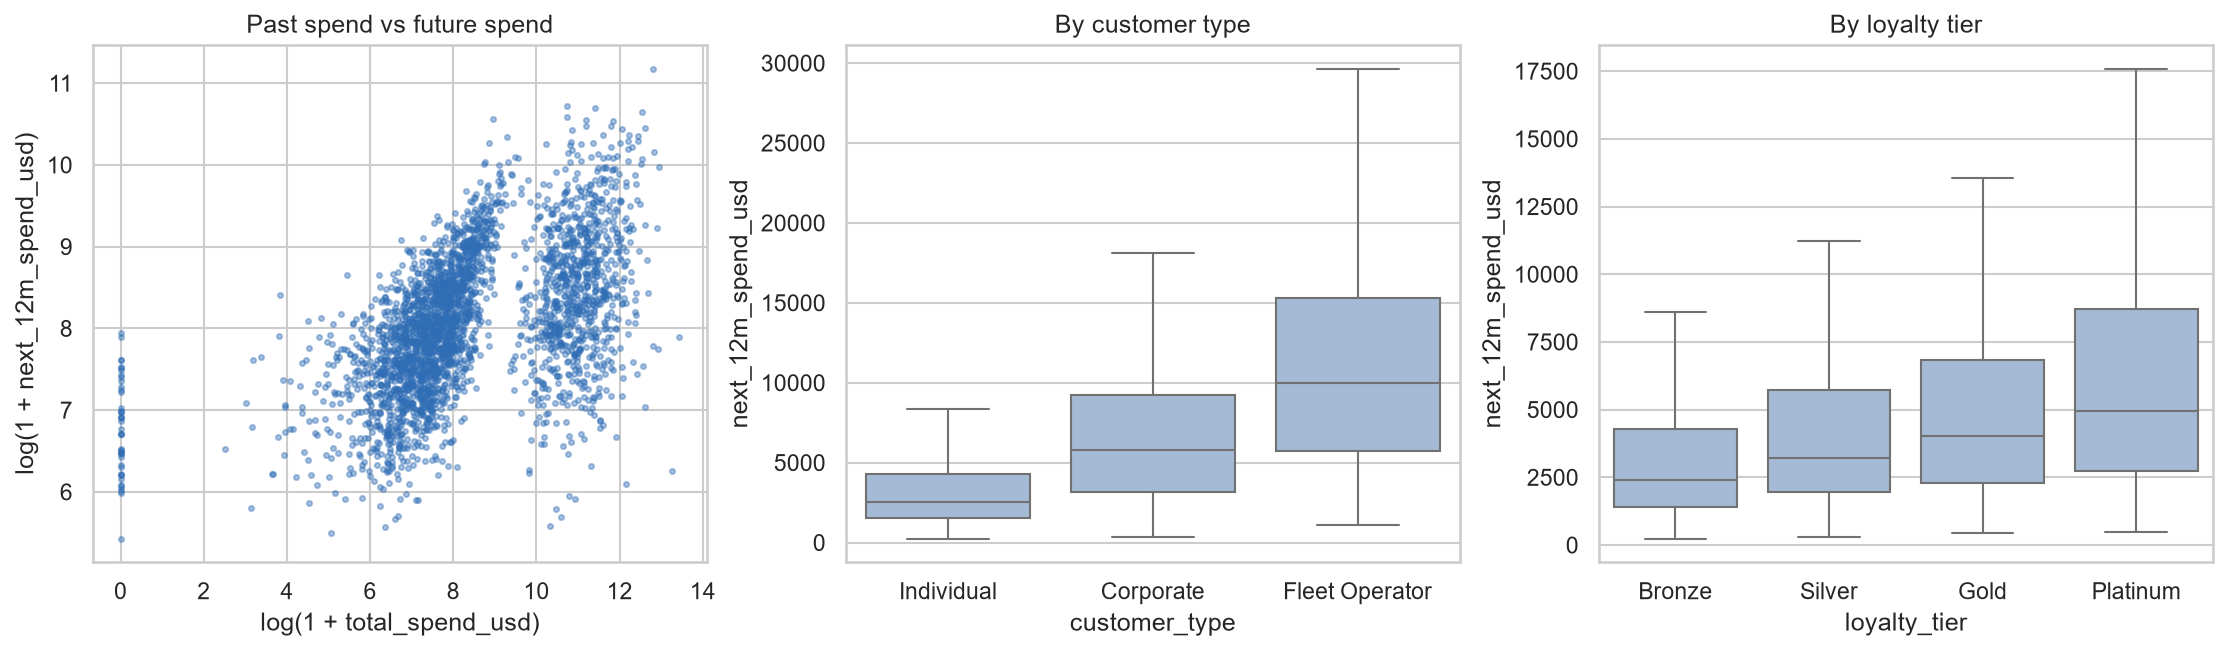 Past spend vs future spend
11
10
9
8
7
6
log(1 + next_12m_spend_usd)
0 2 4 6 8 10 12 14
log(1 + total_spend_usd)
By customer type
30000
25000
20000
15000
10000
5000
0
next_12m_spend_usd
Individual Corporate Fleet Operator
customer_type
By loyalty tier
17500
15000
12500
10000
7500
5000
2500
0
next_12m_spend_usd
Bronze Silver Gold Platinum
loyalty_tier